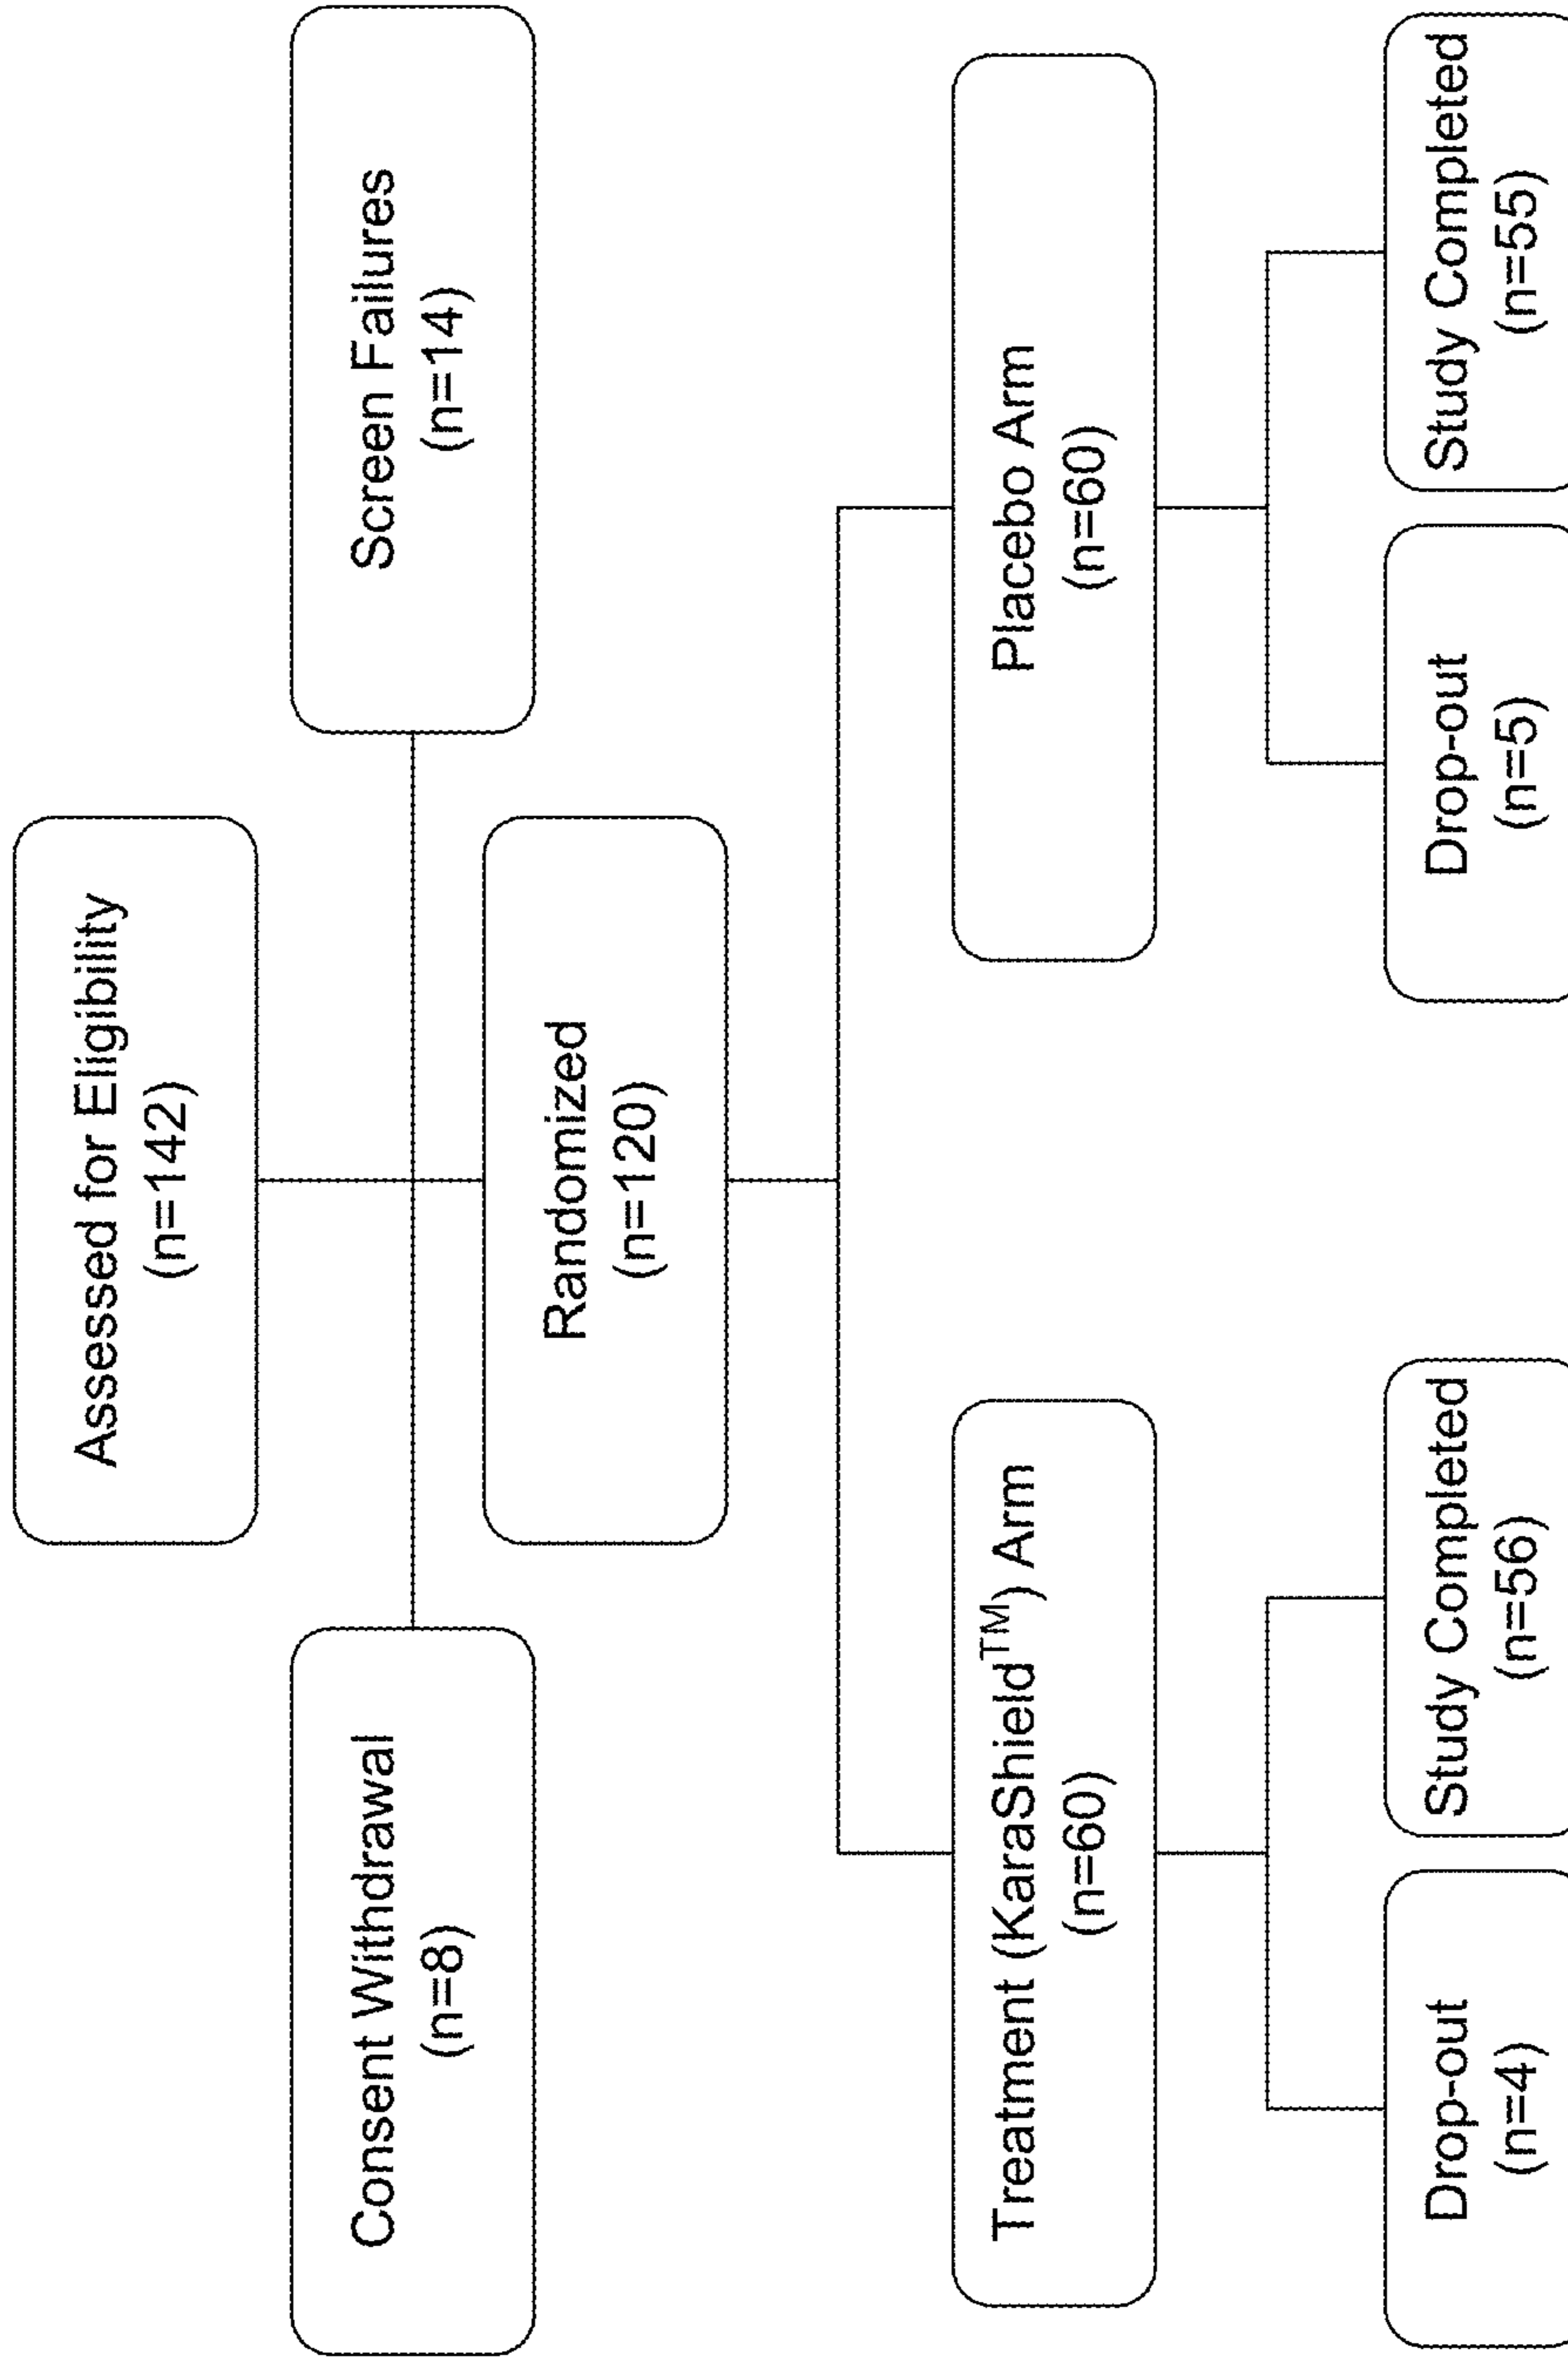 Assessed for Eligibility
(n=142)
Consent Withdrawal
(n=8)
Screen Failures
(n=14)
Randomized
(n=120)
Treatment (KaraShield™) Arm
(n=60)
Placebo Arm
(n=60)
Drop-out
(n=4)
Study Completed
(n=56)
Drop-out
(n=5)
Study Completed
(n=55)